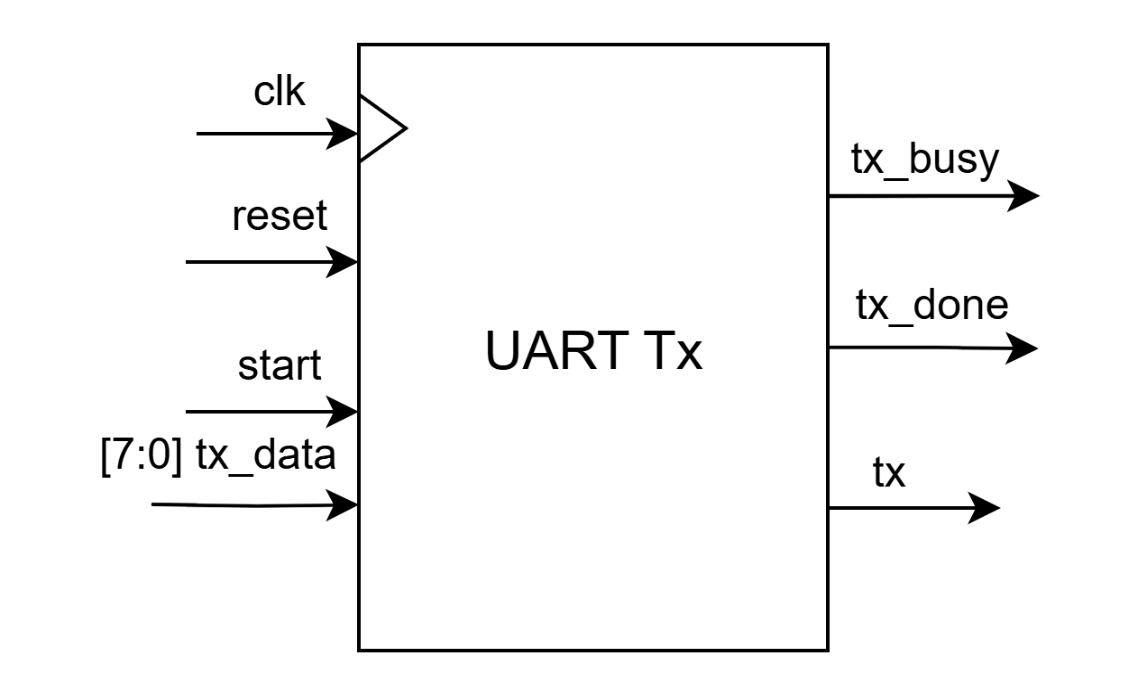 clk
reset
start
[7:0] tx_data
UART Tx
tx_busy
tx_done
tx